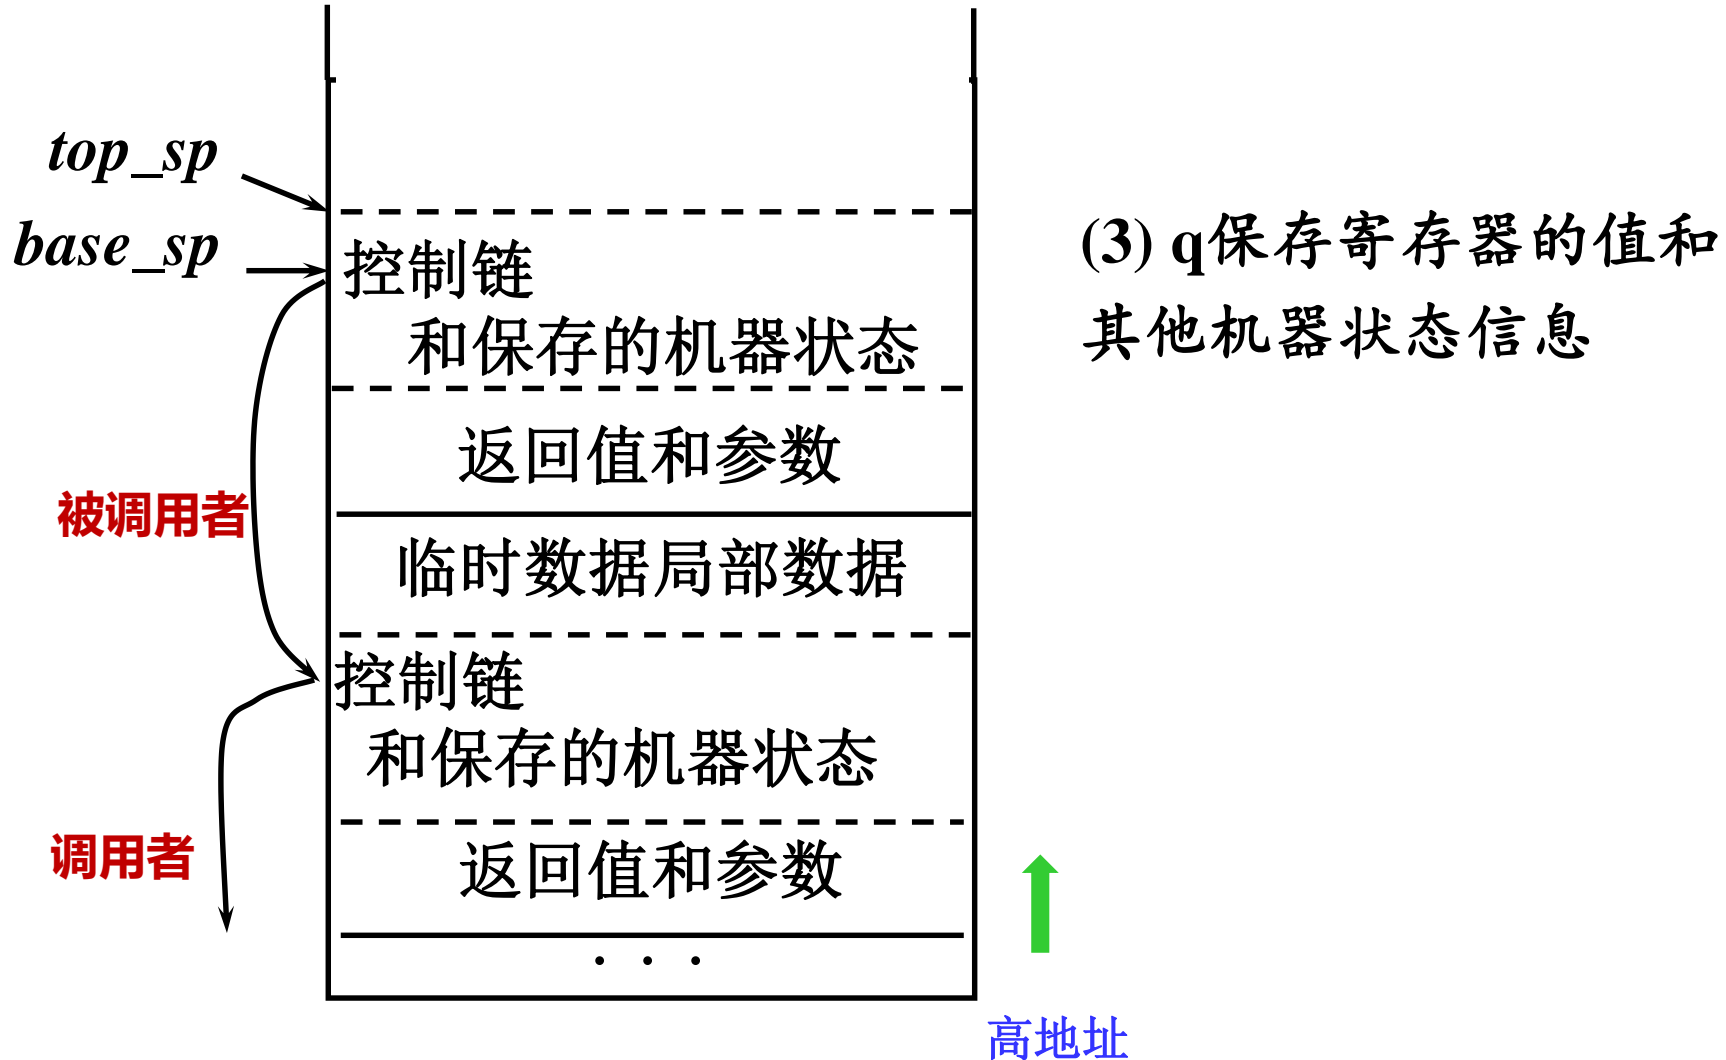 top_sp
base_sp
控制链
和保存的机器状态
(3) q保存寄存器的值和
其他机器状态信息
返回值和参数
被调用者
临时数据局部数据
控制链
和保存的机器状态
调用者
返回值和参数
. . .
高地址